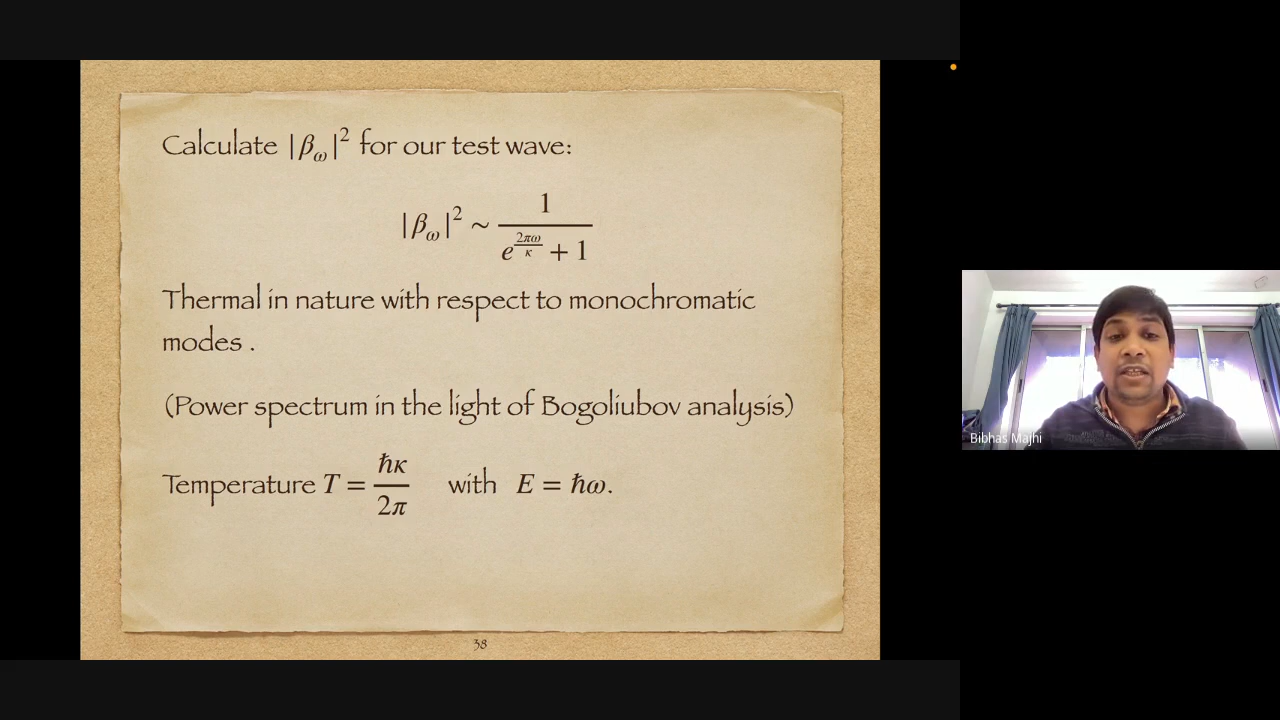 Calculate |β_ω|² for our test wave:
|β_ω|² ~ 1 / (e^(2πω/κ) + 1)
Thermal in nature with respect to monochromatic
modes .
(Power spectrum in the light of Bogoliubov analysis)
Temperature T = ħκ / 2π with E = ħω.
38
Bibhas Majhi